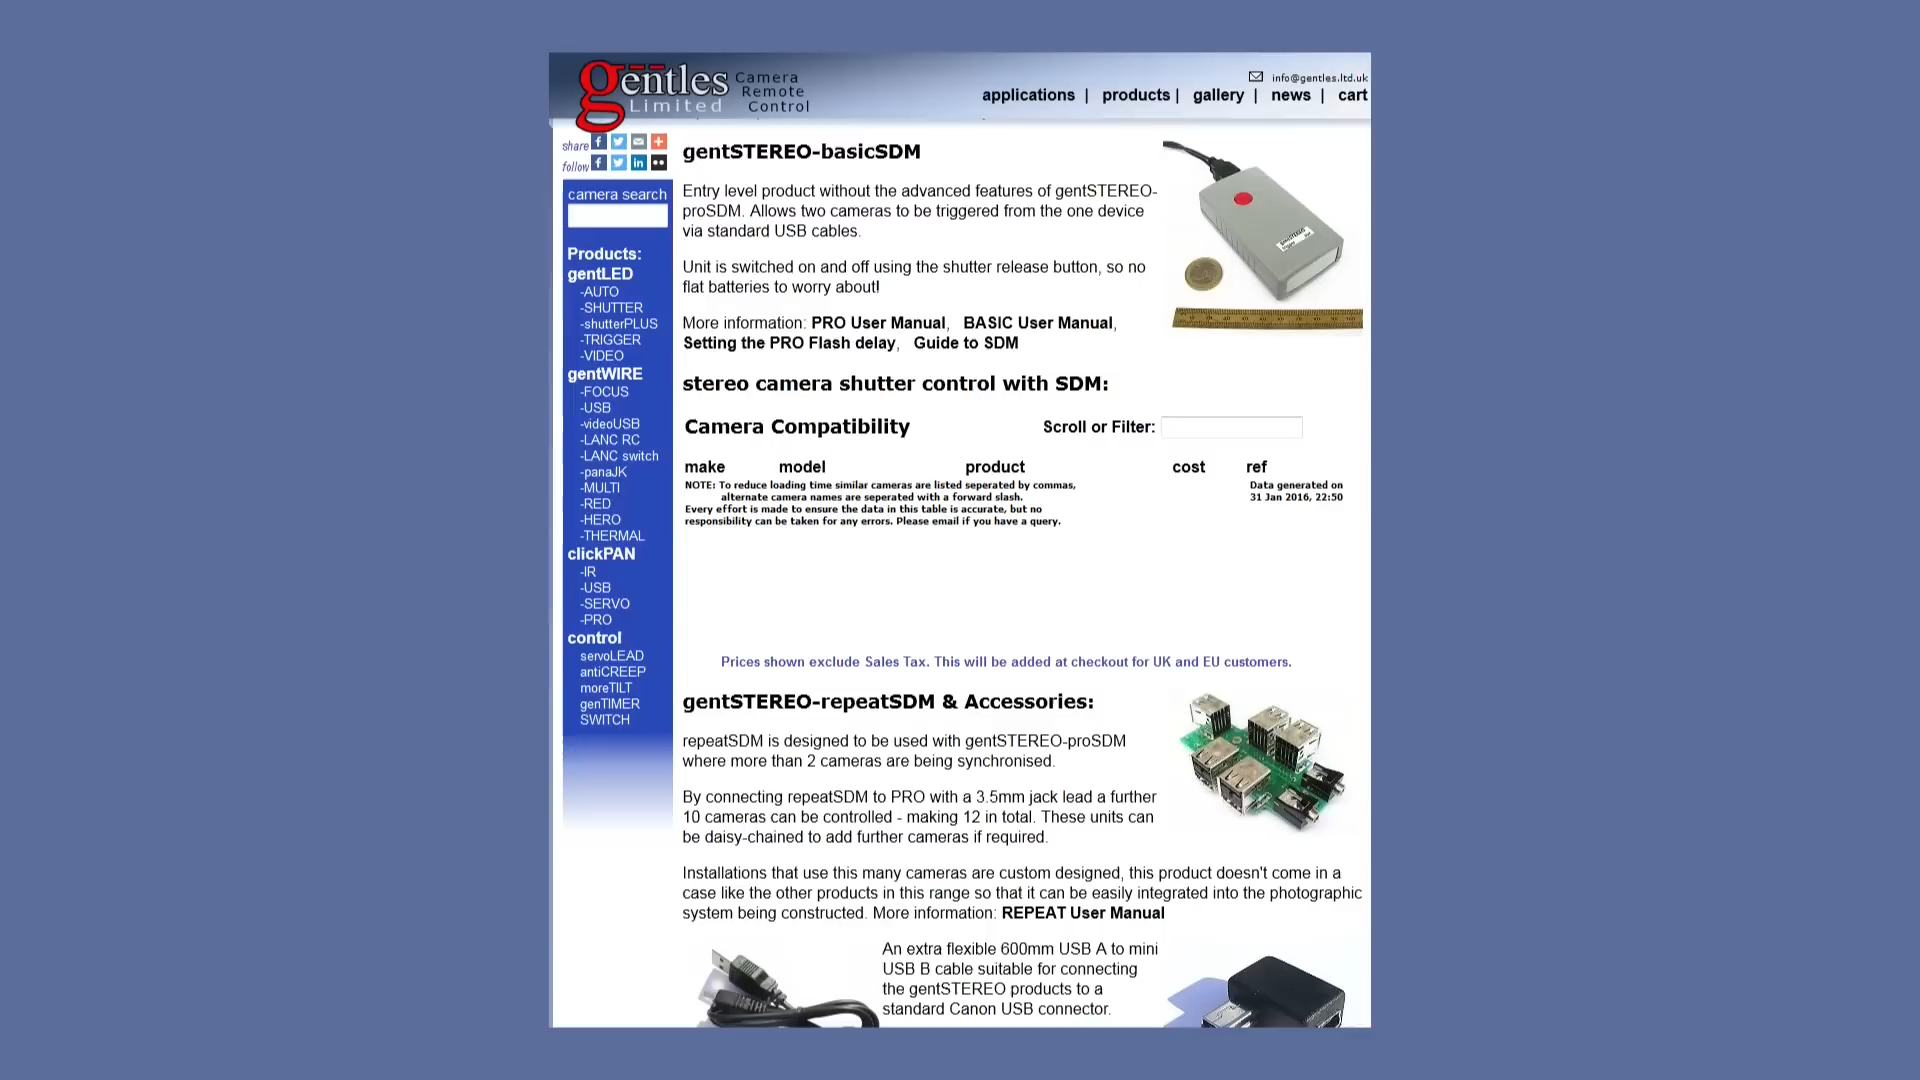 gentles
Limited
Camera
Remote
Control
info@gentles.ltd.uk
applications | products | gallery | news | cart
share
follow
camera search
Products:
gentLED
-AUTO
-SHUTTER
-shutterPLUS
-TRIGGER
-VIDEO
gentWIRE
-FOCUS
-USB
-videoUSB
-LANC RC
-LANC switch
-panaJK
-MULTI
-RED
-HERO
-THERMAL
clickPAN
-IR
-USB
-SERVO
-PRO
control
servoLEAD
antiCREEP
moreTILT
genTIMER
SWITCH
gentSTEREO-basicSDM
Entry level product without the advanced features of gentSTEREO-
proSDM. Allows two cameras to be triggered from the one device
via standard USB cables.
Unit is switched on and off using the shutter release button, so no
flat batteries to worry about!
More information: PRO User Manual, BASIC User Manual,
Setting the PRO Flash delay, Guide to SDM
stereo camera shutter control with SDM:
Camera Compatibility Scroll or Filter:
make model product cost ref
NOTE: To reduce loading time similar cameras are listed seperated by commas,
alternate camera names are seperated with a forward slash.
Every effort is made to ensure the data in this table is accurate, but no
responsibility can be taken for any errors. Please email if you have a query.
Data generated on
31 Jan 2016, 22:50
Prices shown exclude Sales Tax. This will be added at checkout for UK and EU customers.
gentSTEREO-repeatSDM & Accessories:
repeatSDM is designed to be used with gentSTEREO-proSDM
where more than 2 cameras are being synchronised.
By connecting repeatSDM to PRO with a 3.5mm jack lead a further
10 cameras can be controlled - making 12 in total. These units can
be daisy-chained to add further cameras if required.
Installations that use this many cameras are custom designed, this product doesn't come in a
case like the other products in this range so that it can be easily integrated into the photographic
system being constructed. More information: REPEAT User Manual
An extra flexible 600mm USB A to mini
USB B cable suitable for connecting
the gentSTEREO products to a
standard Canon USB connector.